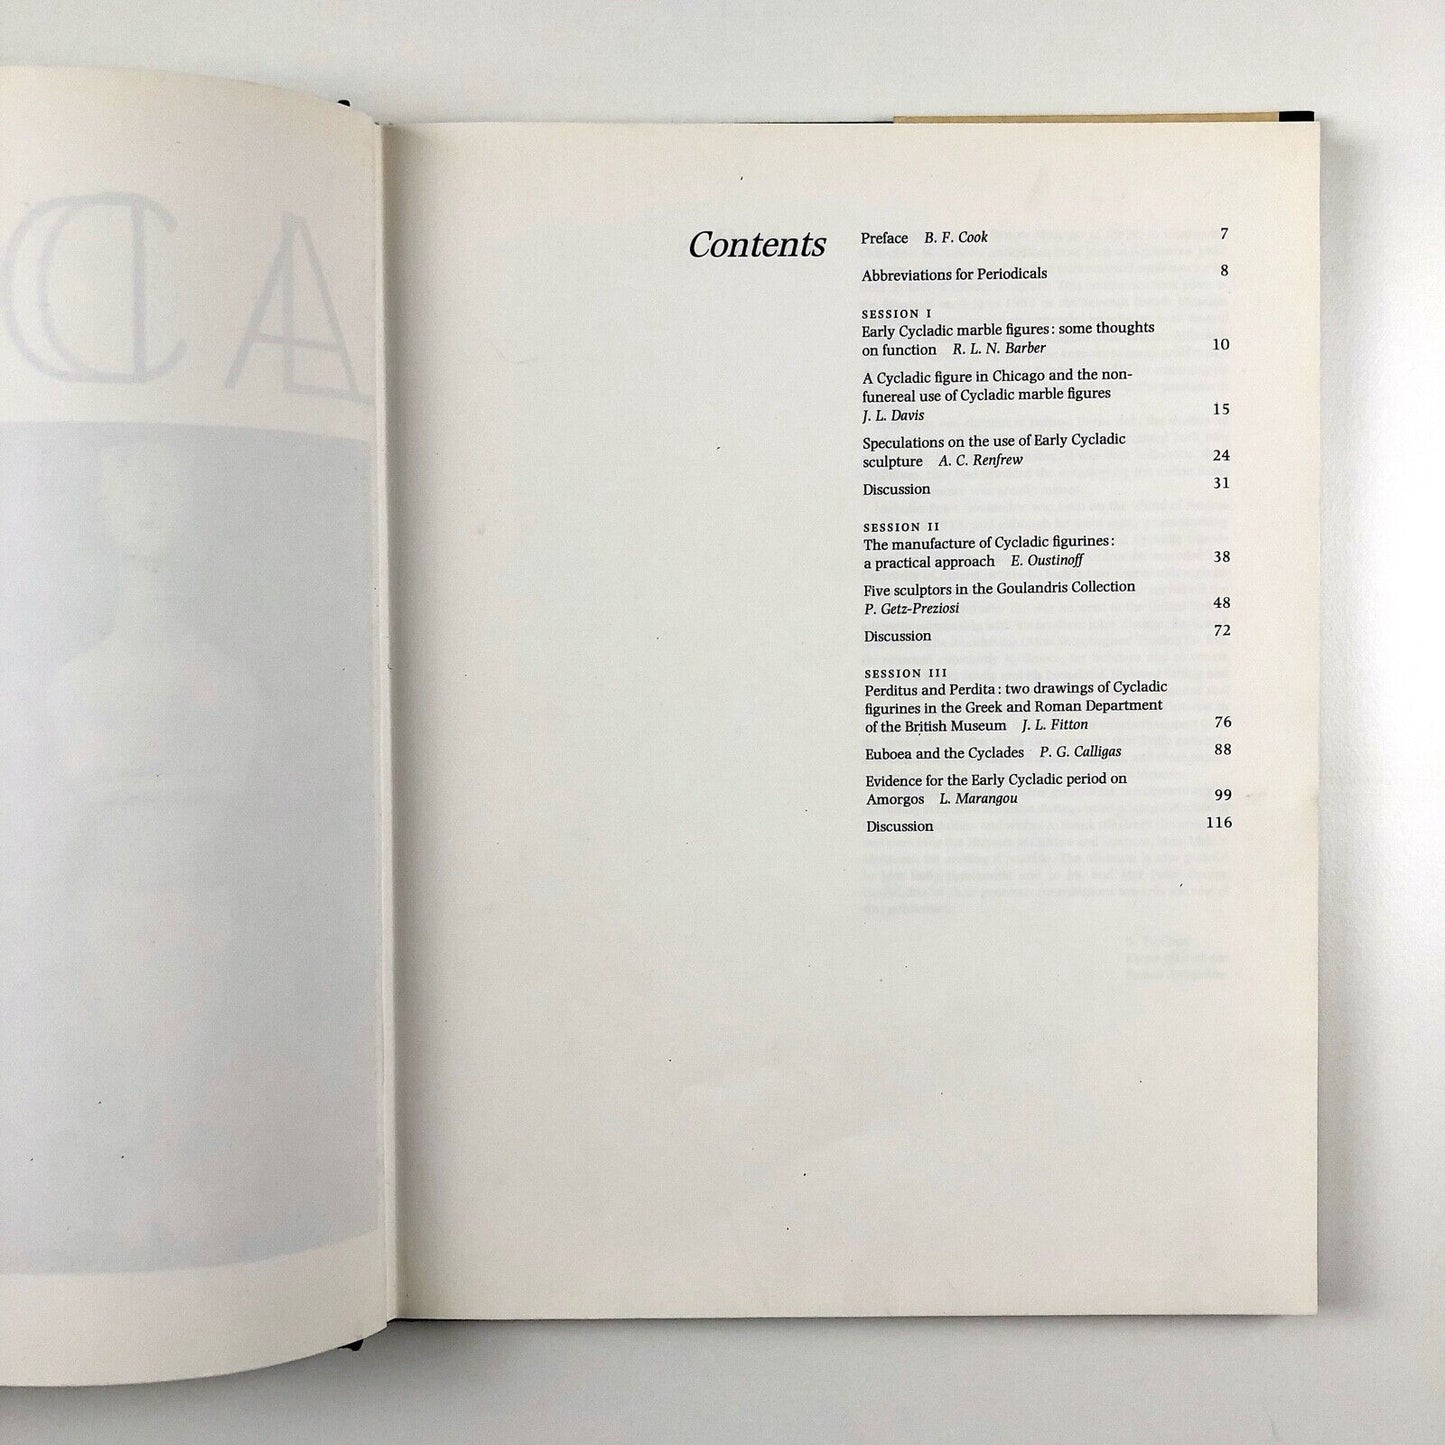 Contents
Preface B. F. Cook 7
Abbreviations for Periodicals 8
SESSION I
Early Cycladic marble figures: some thoughts
on function R. L. N. Barber 10
A Cycladic figure in Chicago and the non-
funereal use of Cycladic marble figures
J. L. Davis 15
Speculations on the use of Early Cycladic
sculpture A. C. Renfrew 24
Discussion 31
SESSION II
The manufacture of Cycladic figurines:
a practical approach E. Oustinoff 38
Five sculptors in the Goulandris Collection
P. Getz-Preziosi 48
Discussion 72
SESSION III
Perditus and Perdita: two drawings of Cycladic
figurines in the Greek and Roman Department
of the British Museum J. L. Fitton 76
Euboea and the Cyclades P. G. Calligas 88
Evidence for the Early Cycladic period on
Amorgos L. Marangou 99
Discussion 116